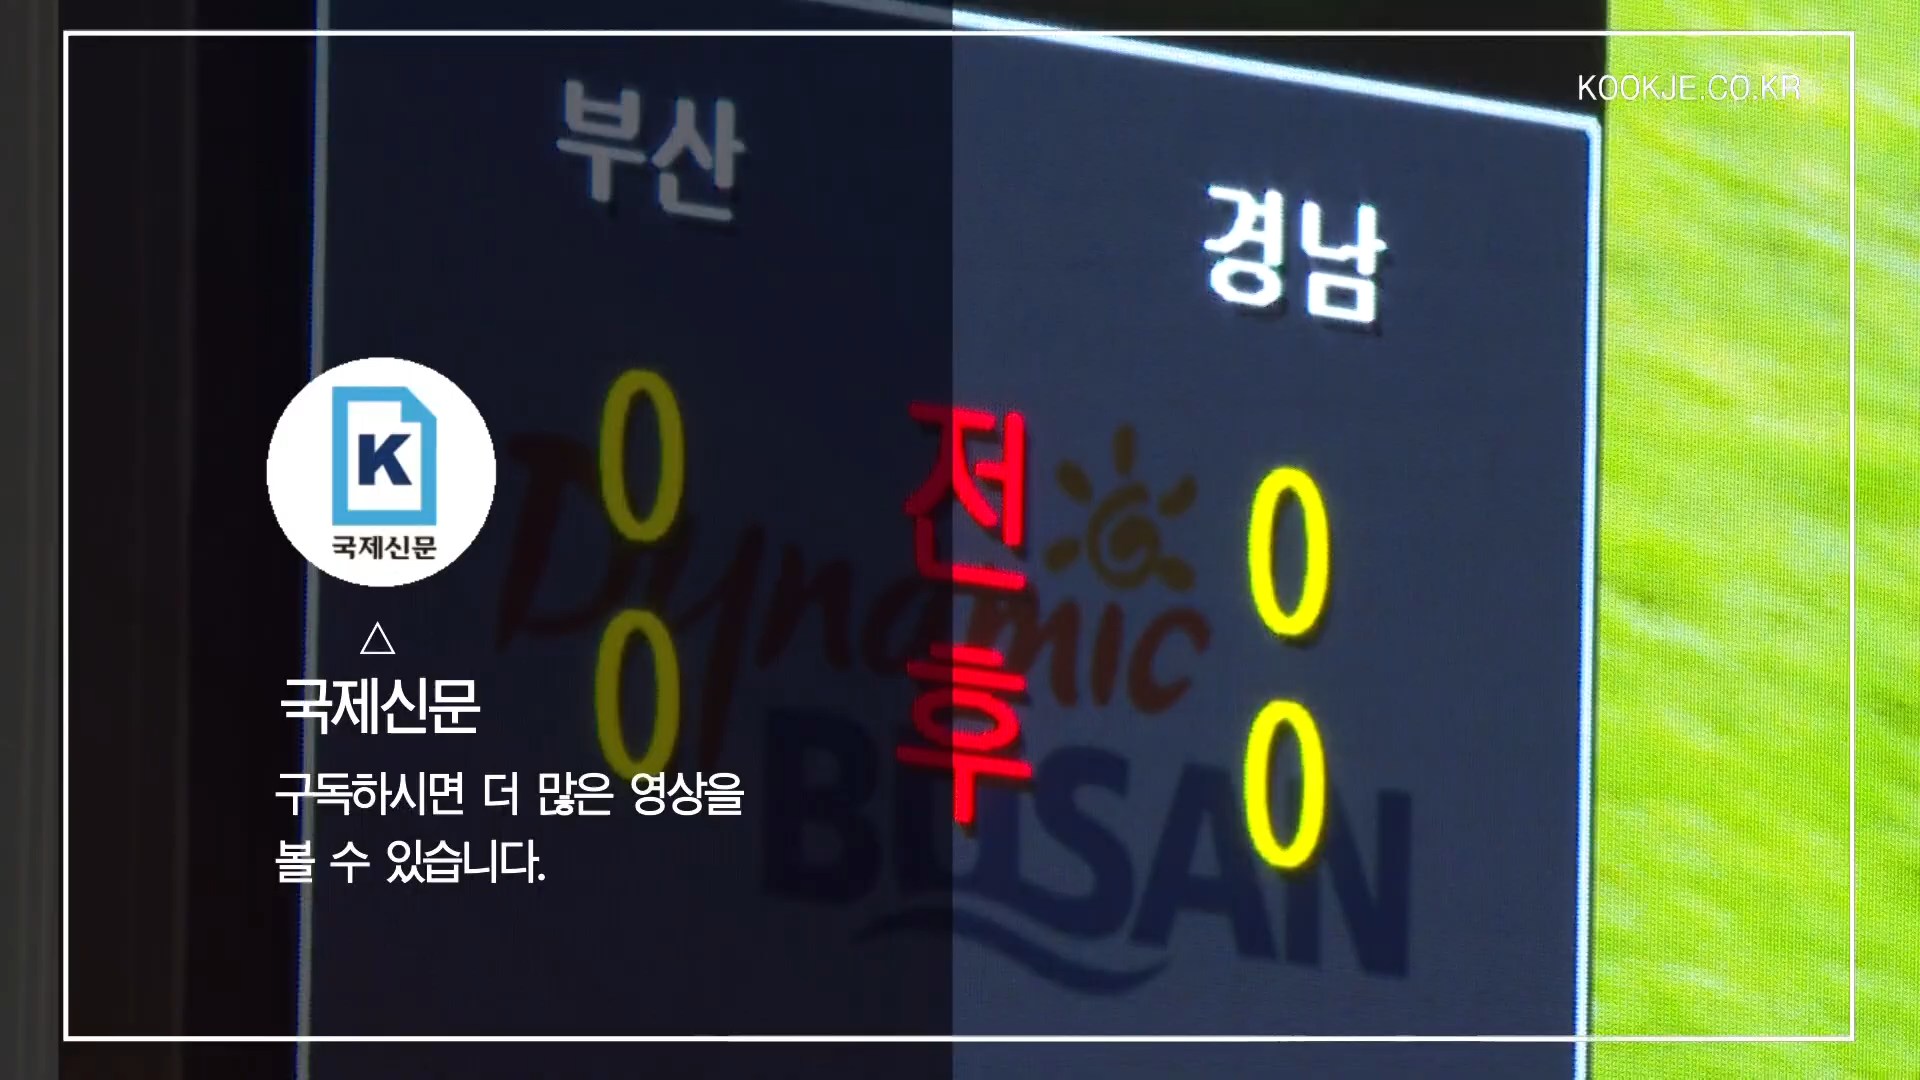 KOOKJE.CO.KR
부산
경남
0 전 0
0 후 0
Dynamic
BUSAN
K
국제신문
△
국제신문
구독하시면 더 많은 영상을
볼 수 있습니다.